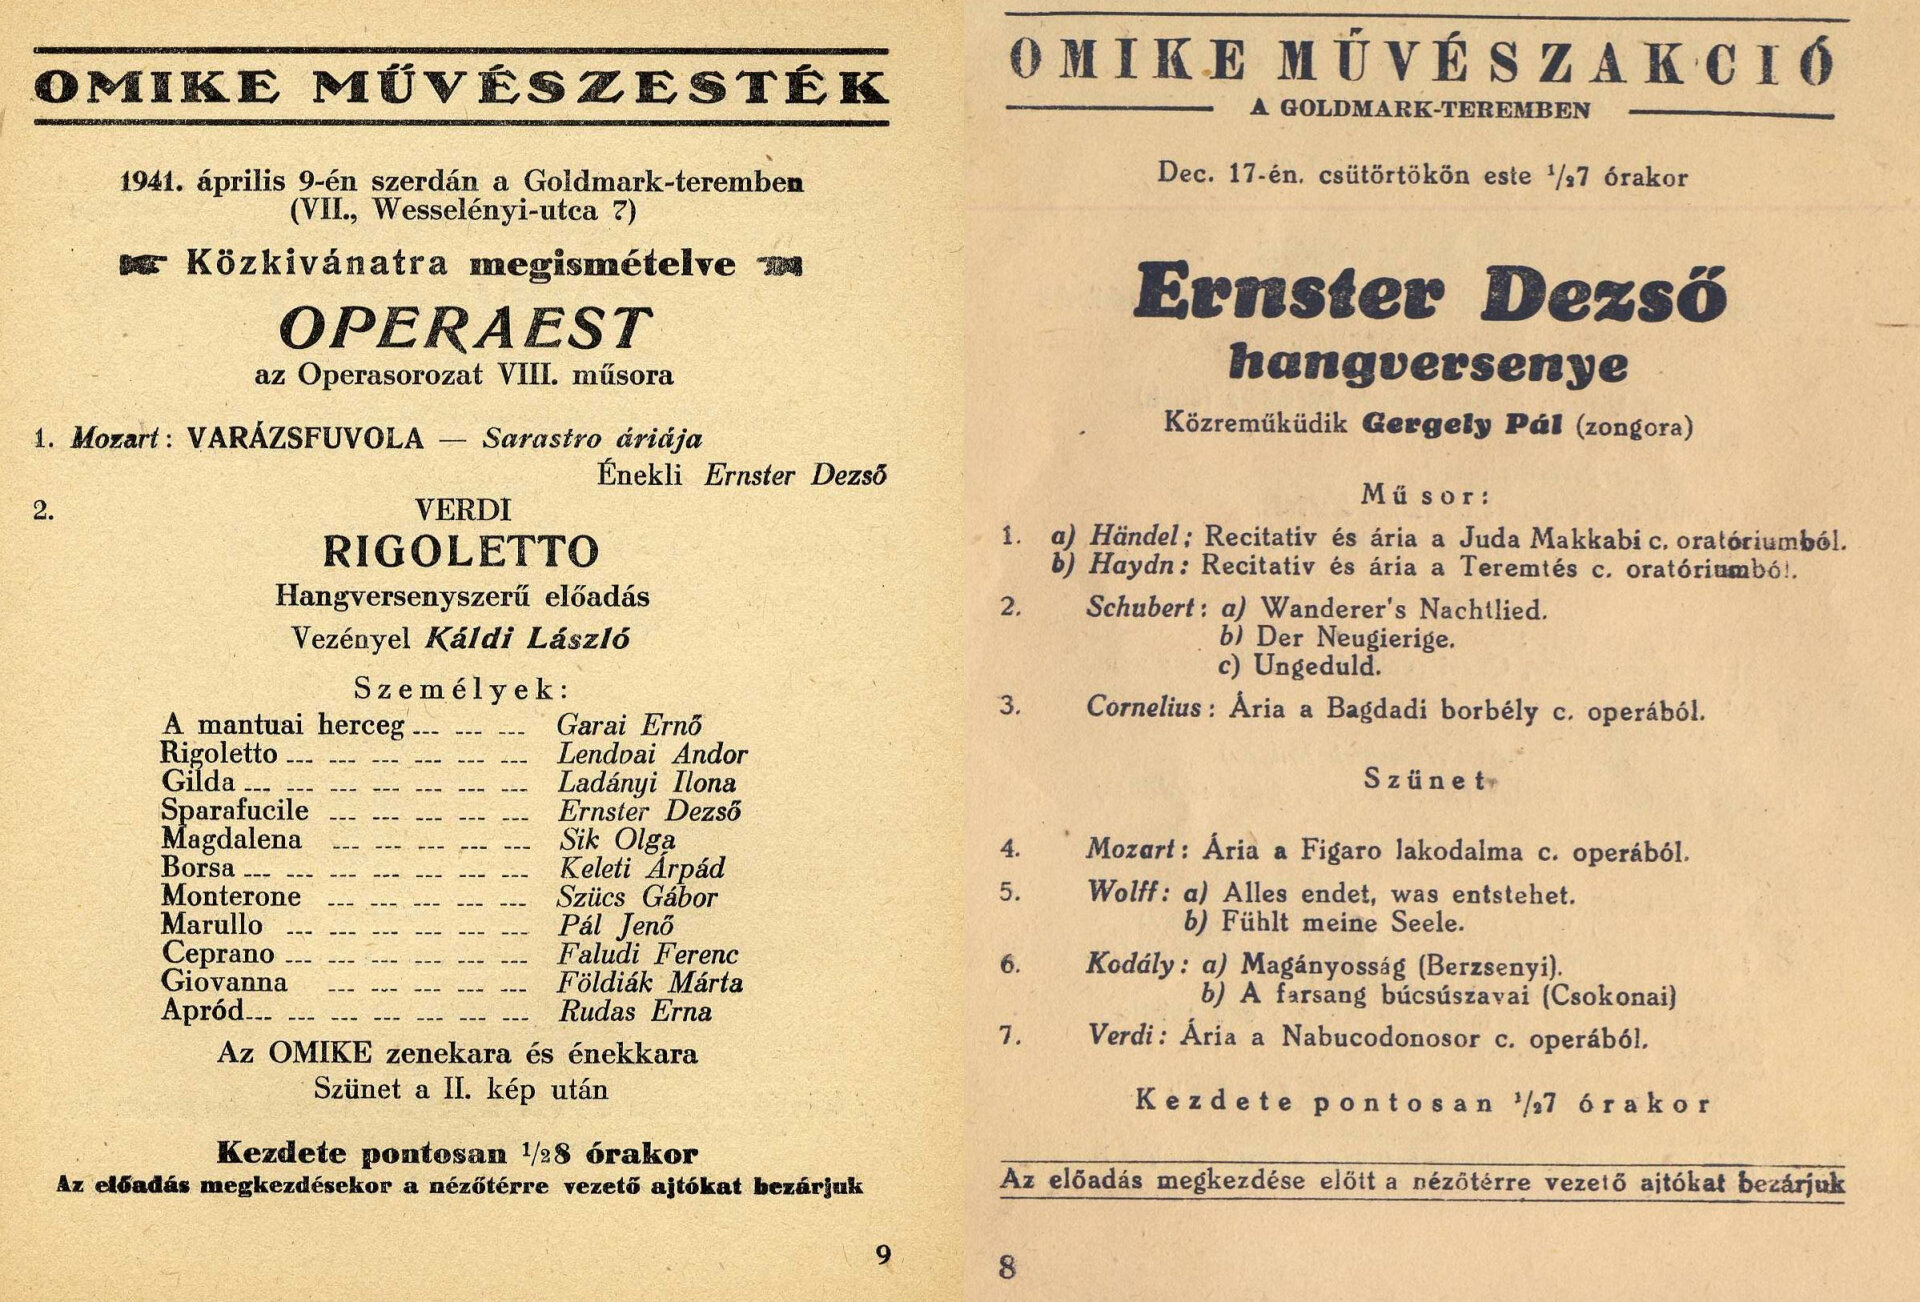 OMIKE MŰVÉSZESTÉK
1941. április 9-én szerdán a Goldmark-teremben
(VII., Wesselényi-utca 7)
Közkivánatra megismételve
OPERAEST
az Operasorozat VIII. műsora
1. Mozart: VARÁZSFUVOLA — Sarastro áriája
Énekli Ernster Dezső
2. VERDI
RIGOLETTO
Hangversenyszerű előadás
Vezényel Káldi László
Személyek:
A mantuai herceg ... ... ... Garai Ernő
Rigoletto ... ... ... ... ... ... Lendvai Andor
Gilda ... ... ... ... ... ... ... Ladányi Ilona
Sparafucile ... ... ... ... ... Ernster Dezső
Magdalena ... ... ... ... ... Sik Olga
Borsa ... ... ... ... ... ... ... Keleti Árpád
Monterone ... ... ... ... ... Szücs Gábor
Marullo ... ... ... ... ... ... Pál Jenő
Ceprano ... ... ... ... ... ... Faludi Ferenc
Giovanna ... ... ... ... ... Földiák Márta
Apród ... ... ... ... ... ... ... Rudas Erna
Az OMIKE zenekara és énekkara
Szünet a II. kép után
Kezdete pontosan 1/28 órakor
Az előadás megkezdésekor a nézőtérre vezető ajtókat bezárjuk
9
OMIKE MŰVÉSZAKCIÓ
A GOLDMARK-TEREMBEN
Dec. 17-én. csütörtökön este 1/27 órakor
Ernster Dezső
hangversenye
Közreműküdik Gergely Pál (zongora)
Műsor:
1. a) Händel: Recitativ és ária a Juda Makkabi c. oratóriumból.
b) Haydn: Recitativ és ária a Teremtés c. oratóriumból.
2. Schubert: a) Wanderer's Nachtlied.
b) Der Neugierige.
c) Ungeduld.
3. Cornelius: Ária a Bagdadi borbély c. operából.
Szünet
4. Mozart: Ária a Figaro lakodalma c. operából.
5. Wolff: a) Alles endet, was entstehet.
b) Fühlt meine Seele.
6. Kodály: a) Magányosság (Berzsenyi).
b) A farsang búcsúszavai (Csokonai)
7. Verdi: Ária a Nabucodonosor c. operából.
Kezdete pontosan 1/27 órakor
Az előadás megkezdése előtt a nézőtérre vezető ajtókat bezárjuk
8